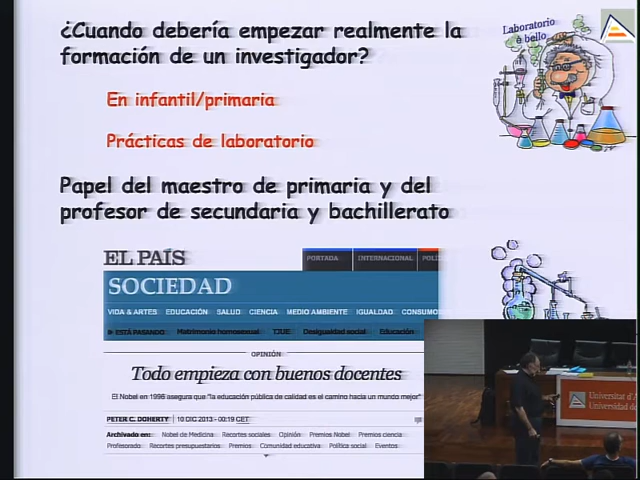 ¿Cuando debería empezar realmente la
formación de un investigador?
En infantil/primaria
Prácticas de laboratorio
Papel del maestro de primaria y del
profesor de secundaria y bachillerato
Laboratorio
è bello
EL PAÍS
PORTADA INTERNACIONAL
SOCIEDAD
VIDA & ARTES EDUCACIÓN SALUD CIENCIA MEDIO AMBIENTE IGUALDAD CONSUMO
ESTÁ PASANDO Matrimonio homosexual TJUE Desigualdad social Educación
OPINIÓN
Todo empieza con buenos docentes
El Nobel en 1996 asegura que "la educación pública de calidad es el camino hacia un mundo mejor"
PETER C. DOHERTY 10 DIC 2013 - 00:19 CET
Archivado en: Nobel de Medicina Recortes sociales Opinión Premios Nobel Premios ciencia
Profesorado Recortes presupuestarios Premios Comunidad educativa Política social Eventos
Universitat d'A
Universidad de